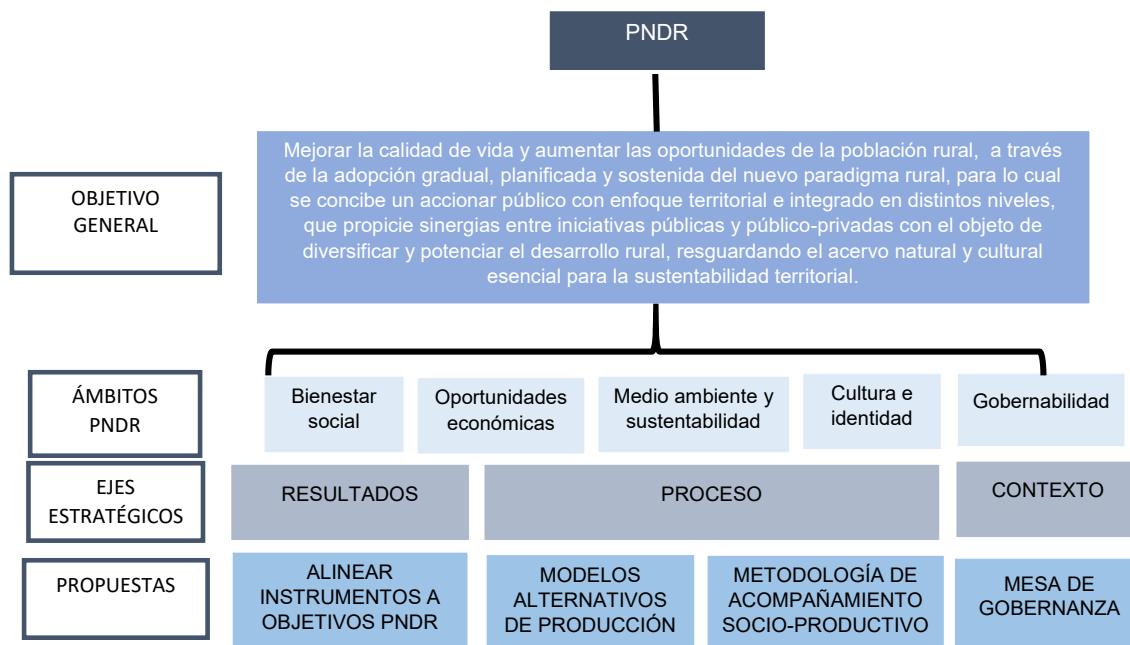 PNDR
OBJETIVO
GENERAL
Mejorar la calidad de vida y aumentar las oportunidades de la población rural, a través
de la adopción gradual, planificada y sostenida del nuevo paradigma rural, para lo cual
se concibe un accionar público con enfoque territorial e integrado en distintos niveles,
que propicie sinergias entre iniciativas públicas y público-privadas con el objeto de
diversificar y potenciar el desarrollo rural, resguardando el acervo natural y cultural
esencial para la sustentabilidad territorial.
ÁMBITOS
PNDR
Bienestar
social
Oportunidades
económicas
Medio ambiente y
sustentabilidad
Cultura e
identidad
Gobernabilidad
EJES
ESTRATÉGICOS
RESULTADOS
PROCESO
CONTEXTO
PROPUESTAS
ALINEAR
INSTRUMENTOS A
OBJETIVOS PNDR
MODELOS
ALTERNATIVOS
DE PRODUCCIÓN
METODOLOGÍA DE
ACOMPAÑAMIENTO
SOCIO-PRODUCTIVO
MESA DE
GOBERNANZA